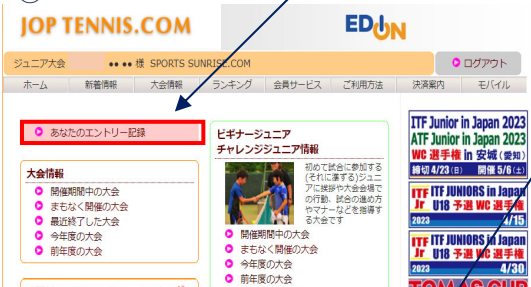 JOP TENNIS.COM
EDION
ジュニア大会
●● ●● 様 SPORTS SUNRISE.COM
ログアウト
ホーム 新着情報 大会情報 ランキング 会員サービス ご利用方法 決済案内 モバイル
あなたのエントリー記録
大会情報
開催期間中の大会
まもなく開催の大会
最近終了した大会
今年度の大会
前年度の大会
ビギナージュニア
チャレンジジュニア情報
初めて試合に参加する
(それに準ずる)ジュニ
アに挨拶や大会会場で
の行動、試合の進め方
やマナーなどを指導す
る大会です
開催期間中の大会
まもなく開催の大会
今年度の大会
前年度の大会
ITF Junior in Japan 2023
ATF Junior in Japan 2023
WC 選手権 in 安城(愛知)
締切 4/23(日) 開催 5/6(土)
ITF Jr ITF JUNIORS in Japan
U18 予選 WC 選手権
2023 4/15
ITF Jr ITF JUNIORS in Japan
U18 予選 WC 選手権
2023 4/30
TOMAS CUP